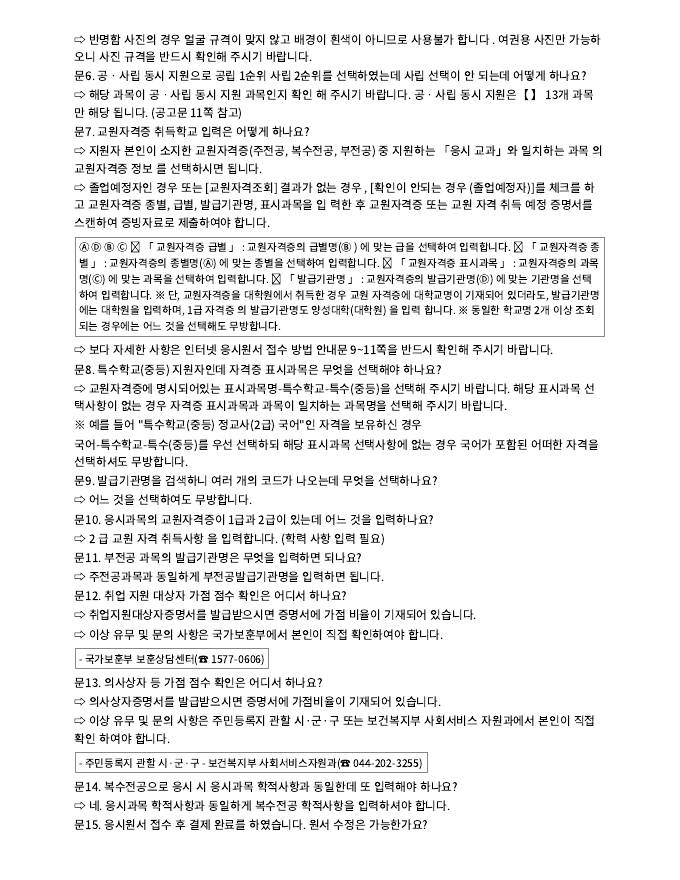 ⇨ 반명함 사진의 경우 얼굴 규격이 맞지 않고 배경이 흰색이 아니므로 사용불가 합니다 . 여권용 사진만 가능하
오니 사진 규격을 반드시 확인해 주시기 바랍니다.
문6. 공 · 사립 동시 지원으로 공립 1순위 사립 2순위를 선택하였는데 사립 선택이 안 되는데 어떻게 하나요?
⇨ 해당 과목이 공 · 사립 동시 지원 과목인지 확인 해 주시기 바랍니다. 공 · 사립 동시 지원은【 】 13개 과목
만 해당 됩니다. (공고문 11쪽 참고)
문7. 교원자격증 취득학교 입력은 어떻게 하나요?
⇨ 지원자 본인이 소지한 교원자격증(주전공, 복수전공, 부전공) 중 지원하는 「응시 교과」와 일치하는 과목 의
교원자격증 정보 를 선택하시면 됩니다.
⇨ 졸업예정자인 경우 또는 [교원자격조회] 결과가 없는 경우 , [확인이 안되는 경우 (졸업예정자)]를 체크를 하
고 교원자격증 종별, 급별, 발급기관명, 표시과목을 입 력한 후 교원자격증 또는 교원 자격 취득 예정 증명서를
스캔하여 증빙자료로 제출하여야 합니다.
Ⓐ Ⓓ Ⓑ Ⓒ ☒ 「 교원자격증 급별 」 : 교원자격증의 급별명(Ⓑ ) 에 맞는 급을 선택하여 입력합니다. ☒ 「 교원자격증 종
별 」 : 교원자격증의 종별명(Ⓐ) 에 맞는 종별을 선택하여 입력합니다. ☒ 「 교원자격증 표시과목 」 : 교원자격증의 과목
명(Ⓒ) 에 맞는 과목을 선택하여 입력합니다. ☒ 「 발급기관명 」 : 교원자격증의 발급기관명(Ⓓ) 에 맞는 기관명을 선택
하여 입력합니다. ※ 단, 교원자격증을 대학원에서 취득한 경우 교원 자격증에 대학교명이 기재되어 있더라도, 발급기관명
에는 대학원을 입력하며, 1급 자격증 의 발급기관명도 양성대학(대학원) 을 입력 합니다. ※ 동일한 학교명 2개 이상 조회
되는 경우에는 어느 것을 선택해도 무방합니다.
⇨ 보다 자세한 사항은 인터넷 응시원서 접수 방법 안내문 9~11쪽을 반드시 확인해 주시기 바랍니다.
문8. 특수학교(중등) 지원자인데 자격증 표시과목은 무엇을 선택해야 하나요?
⇨ 교원자격증에 명시되어있는 표시과목명-특수학교-특수(중등)을 선택해 주시기 바랍니다. 해당 표시과목 선
택사항이 없는 경우 자격증 표시과목과 과목이 일치하는 과목명을 선택해 주시기 바랍니다.
※ 예를 들어 "특수학교(중등) 정교사(2급) 국어"인 자격을 보유하신 경우
국어-특수학교-특수(중등)를 우선 선택하되 해당 표시과목 선택사항에 없는 경우 국어가 포함된 어떠한 자격을
선택하셔도 무방합니다.
문9. 발급기관명을 검색하니 여러 개의 코드가 나오는데 무엇을 선택하나요?
⇨ 어느 것을 선택하여도 무방합니다.
문10. 응시과목의 교원자격증이 1급과 2급이 있는데 어느 것을 입력하나요?
⇨ 2 급 교원 자격 취득사항 을 입력합니다. (학력 사항 입력 필요)
문11. 부전공 과목의 발급기관명은 무엇을 입력하면 되나요?
⇨ 주전공과목과 동일하게 부전공발급기관명을 입력하면 됩니다.
문12. 취업 지원 대상자 가점 점수 확인은 어디서 하나요?
⇨ 취업지원대상자증명서를 발급받으시면 증명서에 가점 비율이 기재되어 있습니다.
⇨ 이상 유무 및 문의 사항은 국가보훈부에서 본인이 직접 확인하여야 합니다.
- 국가보훈부 보훈상담센터(☎ 1577-0606)
문13. 의사상자 등 가점 점수 확인은 어디서 하나요?
⇨ 의사상자증명서를 발급받으시면 증명서에 가점비율이 기재되어 있습니다.
⇨ 이상 유무 및 문의 사항은 주민등록지 관할 시·군·구 또는 보건복지부 사회서비스 자원과에서 본인이 직접
확인 하여야 합니다.
- 주민등록지 관할 시·군·구 - 보건복지부 사회서비스자원과(☎ 044-202-3255)
문14. 복수전공으로 응시 시 응시과목 학적사항과 동일한데 또 입력해야 하나요?
⇨ 네. 응시과목 학적사항과 동일하게 복수전공 학적사항을 입력하셔야 합니다.
문15. 응시원서 접수 후 결제 완료를 하였습니다. 원서 수정은 가능한가요?